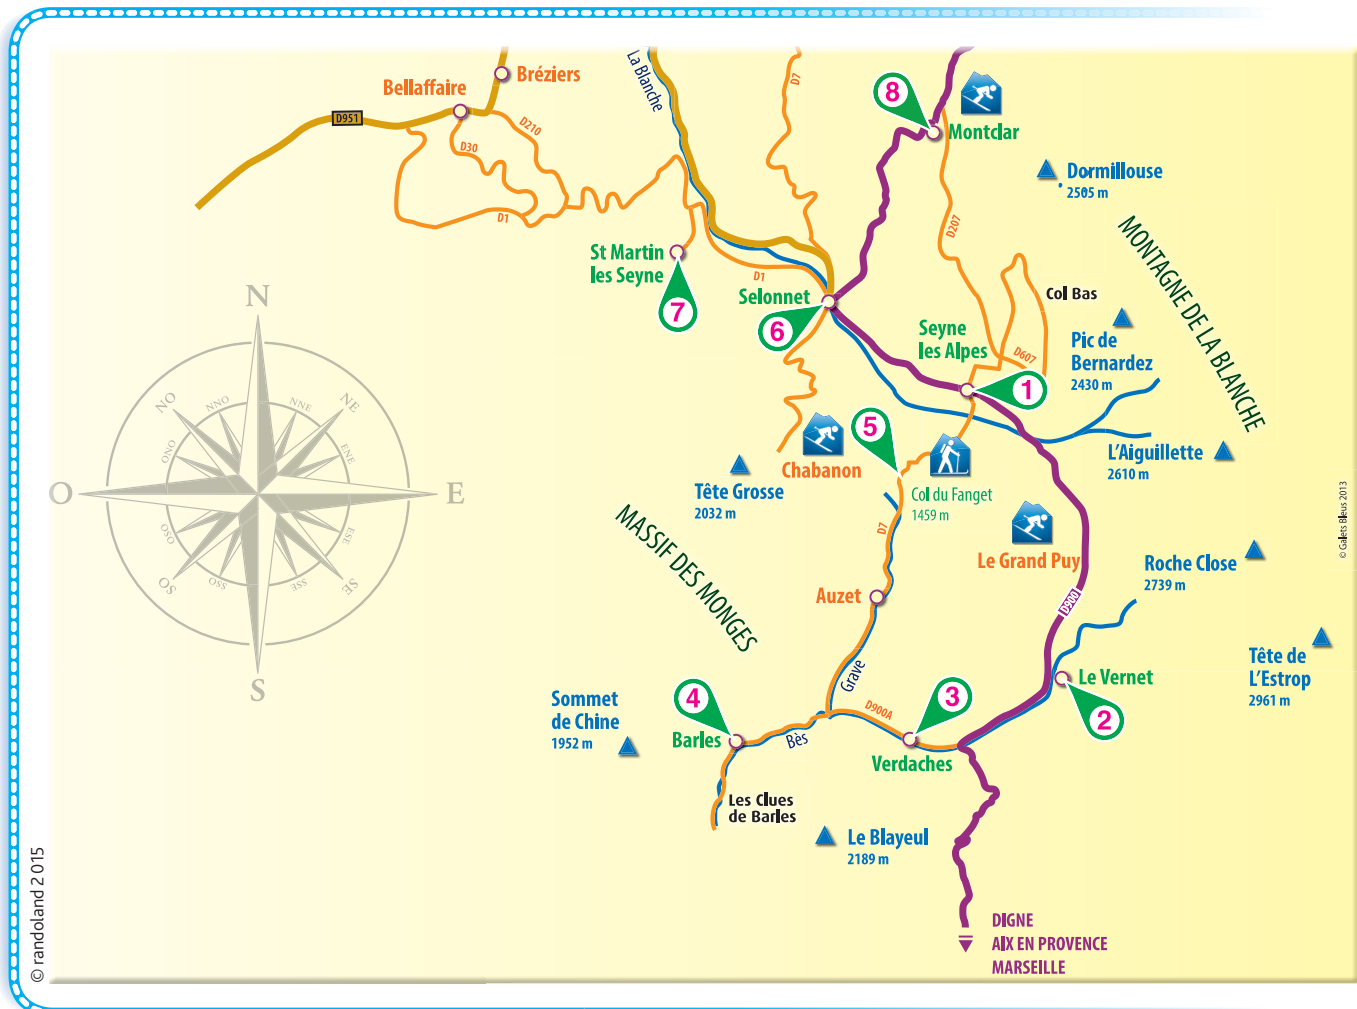 La Blanche
D7
8
Bréziers
Bellaffaire
D951
D210
D30
D1
Montclar
Dormillouse
2505 m
D207
MONTAGNE DE LA BLANCHE
St Martin
les Seyne
7
D1
Selonnet
6
Col Bas
Seyne
les Alpes
D607
Pic de
Bernardez
2430 m
1
5
N
NNE
NE
ENE
E
ESE
SE
SSE
S
OSS
SO
OSO
O
ONO
NO
NNO
Chabanon
Tête Grosse
2032 m
Col du Fanget
1459 m
L'Aiguillette
2610 m
MASSIF DES MONGES
D7
Le Grand Puy
Roche Close
2739 m
Auzet
D900
Tête de
L'Estrop
2961 m
Grave
Le Vernet
2
Sommet
de Chine
1952 m
4
3
D900A
Barles
Bès
Verdaches
Les Clues
de Barles
Le Blayeul
2189 m
DIGNE
AIX EN PROVENCE
MARSEILLE
© Galets Bleus 2013
© randoland 2 015